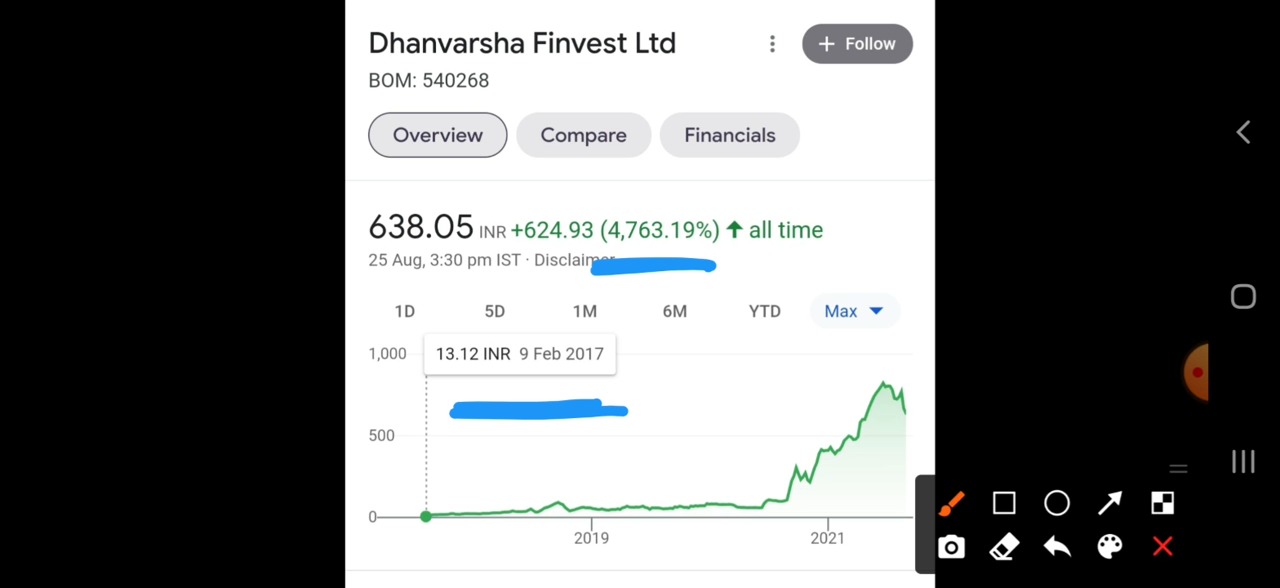 Dhanvarsha Finvest Ltd
+ Follow
BOM: 540268
Overview
Compare
Financials
638.05 INR +624.93 (4,763.19%) ↑ all time
25 Aug, 3:30 pm IST · Disclaimer
1D 5D 1M 6M YTD Max
1,000
13.12 INR 9 Feb 2017
500
0
2019
2021